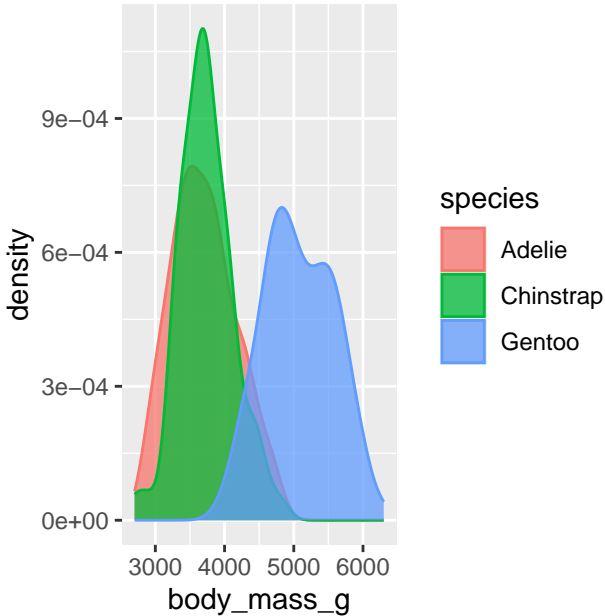 density
9e−04
6e−04
3e−04
0e+00
3000 4000 5000 6000
body_mass_g
species
Adelie
Chinstrap
Gentoo